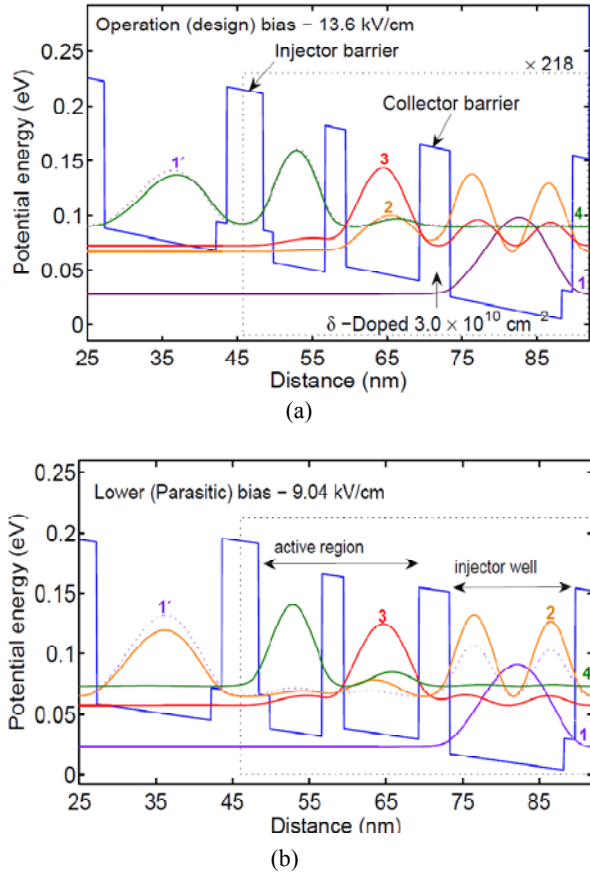 Operation (design) bias – 13.6 kV/cm
Injector barrier
× 218
Collector barrier
1´
3
2
4
1
δ –Doped 3.0 × 10^10 cm^-2
Potential energy (eV)
0.25
0.2
0.15
0.1
0.05
0
25 35 45 55 65 75 85
Distance (nm)
(a)
Lower (Parasitic) bias – 9.04 kV/cm
active region
injector well
1´
3
2
4
1
Potential energy (eV)
0.25
0.2
0.15
0.1
0.05
0
25 35 45 55 65 75 85
Distance (nm)
(b)